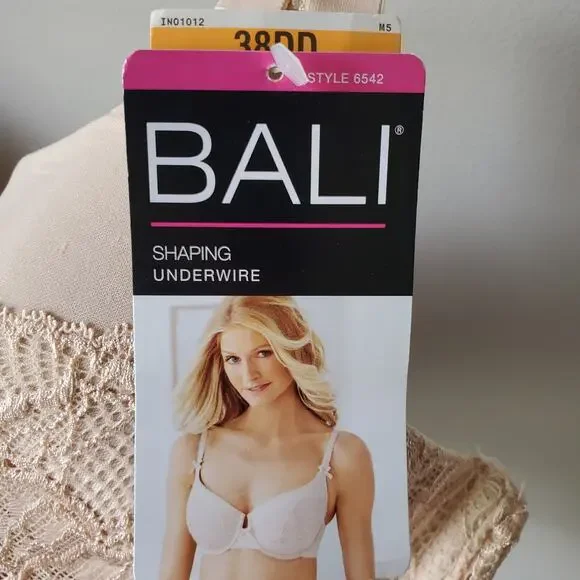 IN01012 M5
38DD
STYLE 6542
BALI®
SHAPING
UNDERWIRE